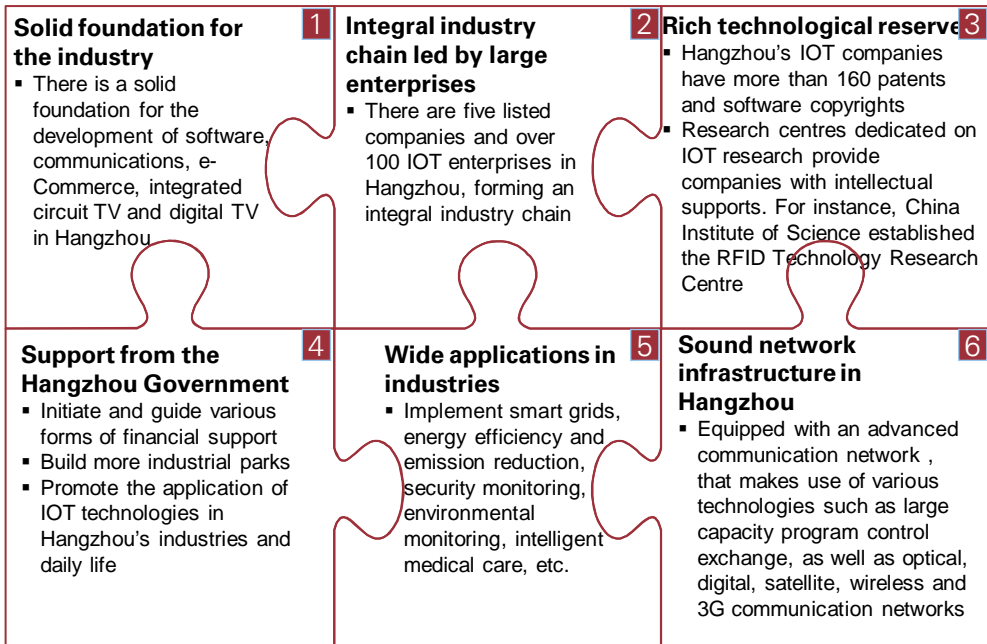 1
Solid foundation for
the industry
▪ There is a solid
foundation for the
development of software,
communications, e-
Commerce, integrated
circuit TV and digital TV
in Hangzhou
2
Integral industry
chain led by large
enterprises
▪ There are five listed
companies and over
100 IOT enterprises in
Hangzhou, forming an
integral industry chain
3
Rich technological reserve
▪ Hangzhou's IOT companies
have more than 160 patents
and software copyrights
▪ Research centres dedicated on
IOT research provide
companies with intellectual
supports. For instance, China
Institute of Science established
the RFID Technology Research
Centre
4
Support from the
Hangzhou Government
▪ Initiate and guide various
forms of financial support
▪ Build more industrial parks
▪ Promote the application of
IOT technologies in
Hangzhou's industries and
daily life
5
Wide applications in
industries
▪ Implement smart grids,
energy efficiency and
emission reduction,
security monitoring,
environmental
monitoring, intelligent
medical care, etc.
6
Sound network
infrastructure in
Hangzhou
▪ Equipped with an advanced
communication network ,
that makes use of various
technologies such as large
capacity program control
exchange, as well as optical,
digital, satellite, wireless and
3G communication networks